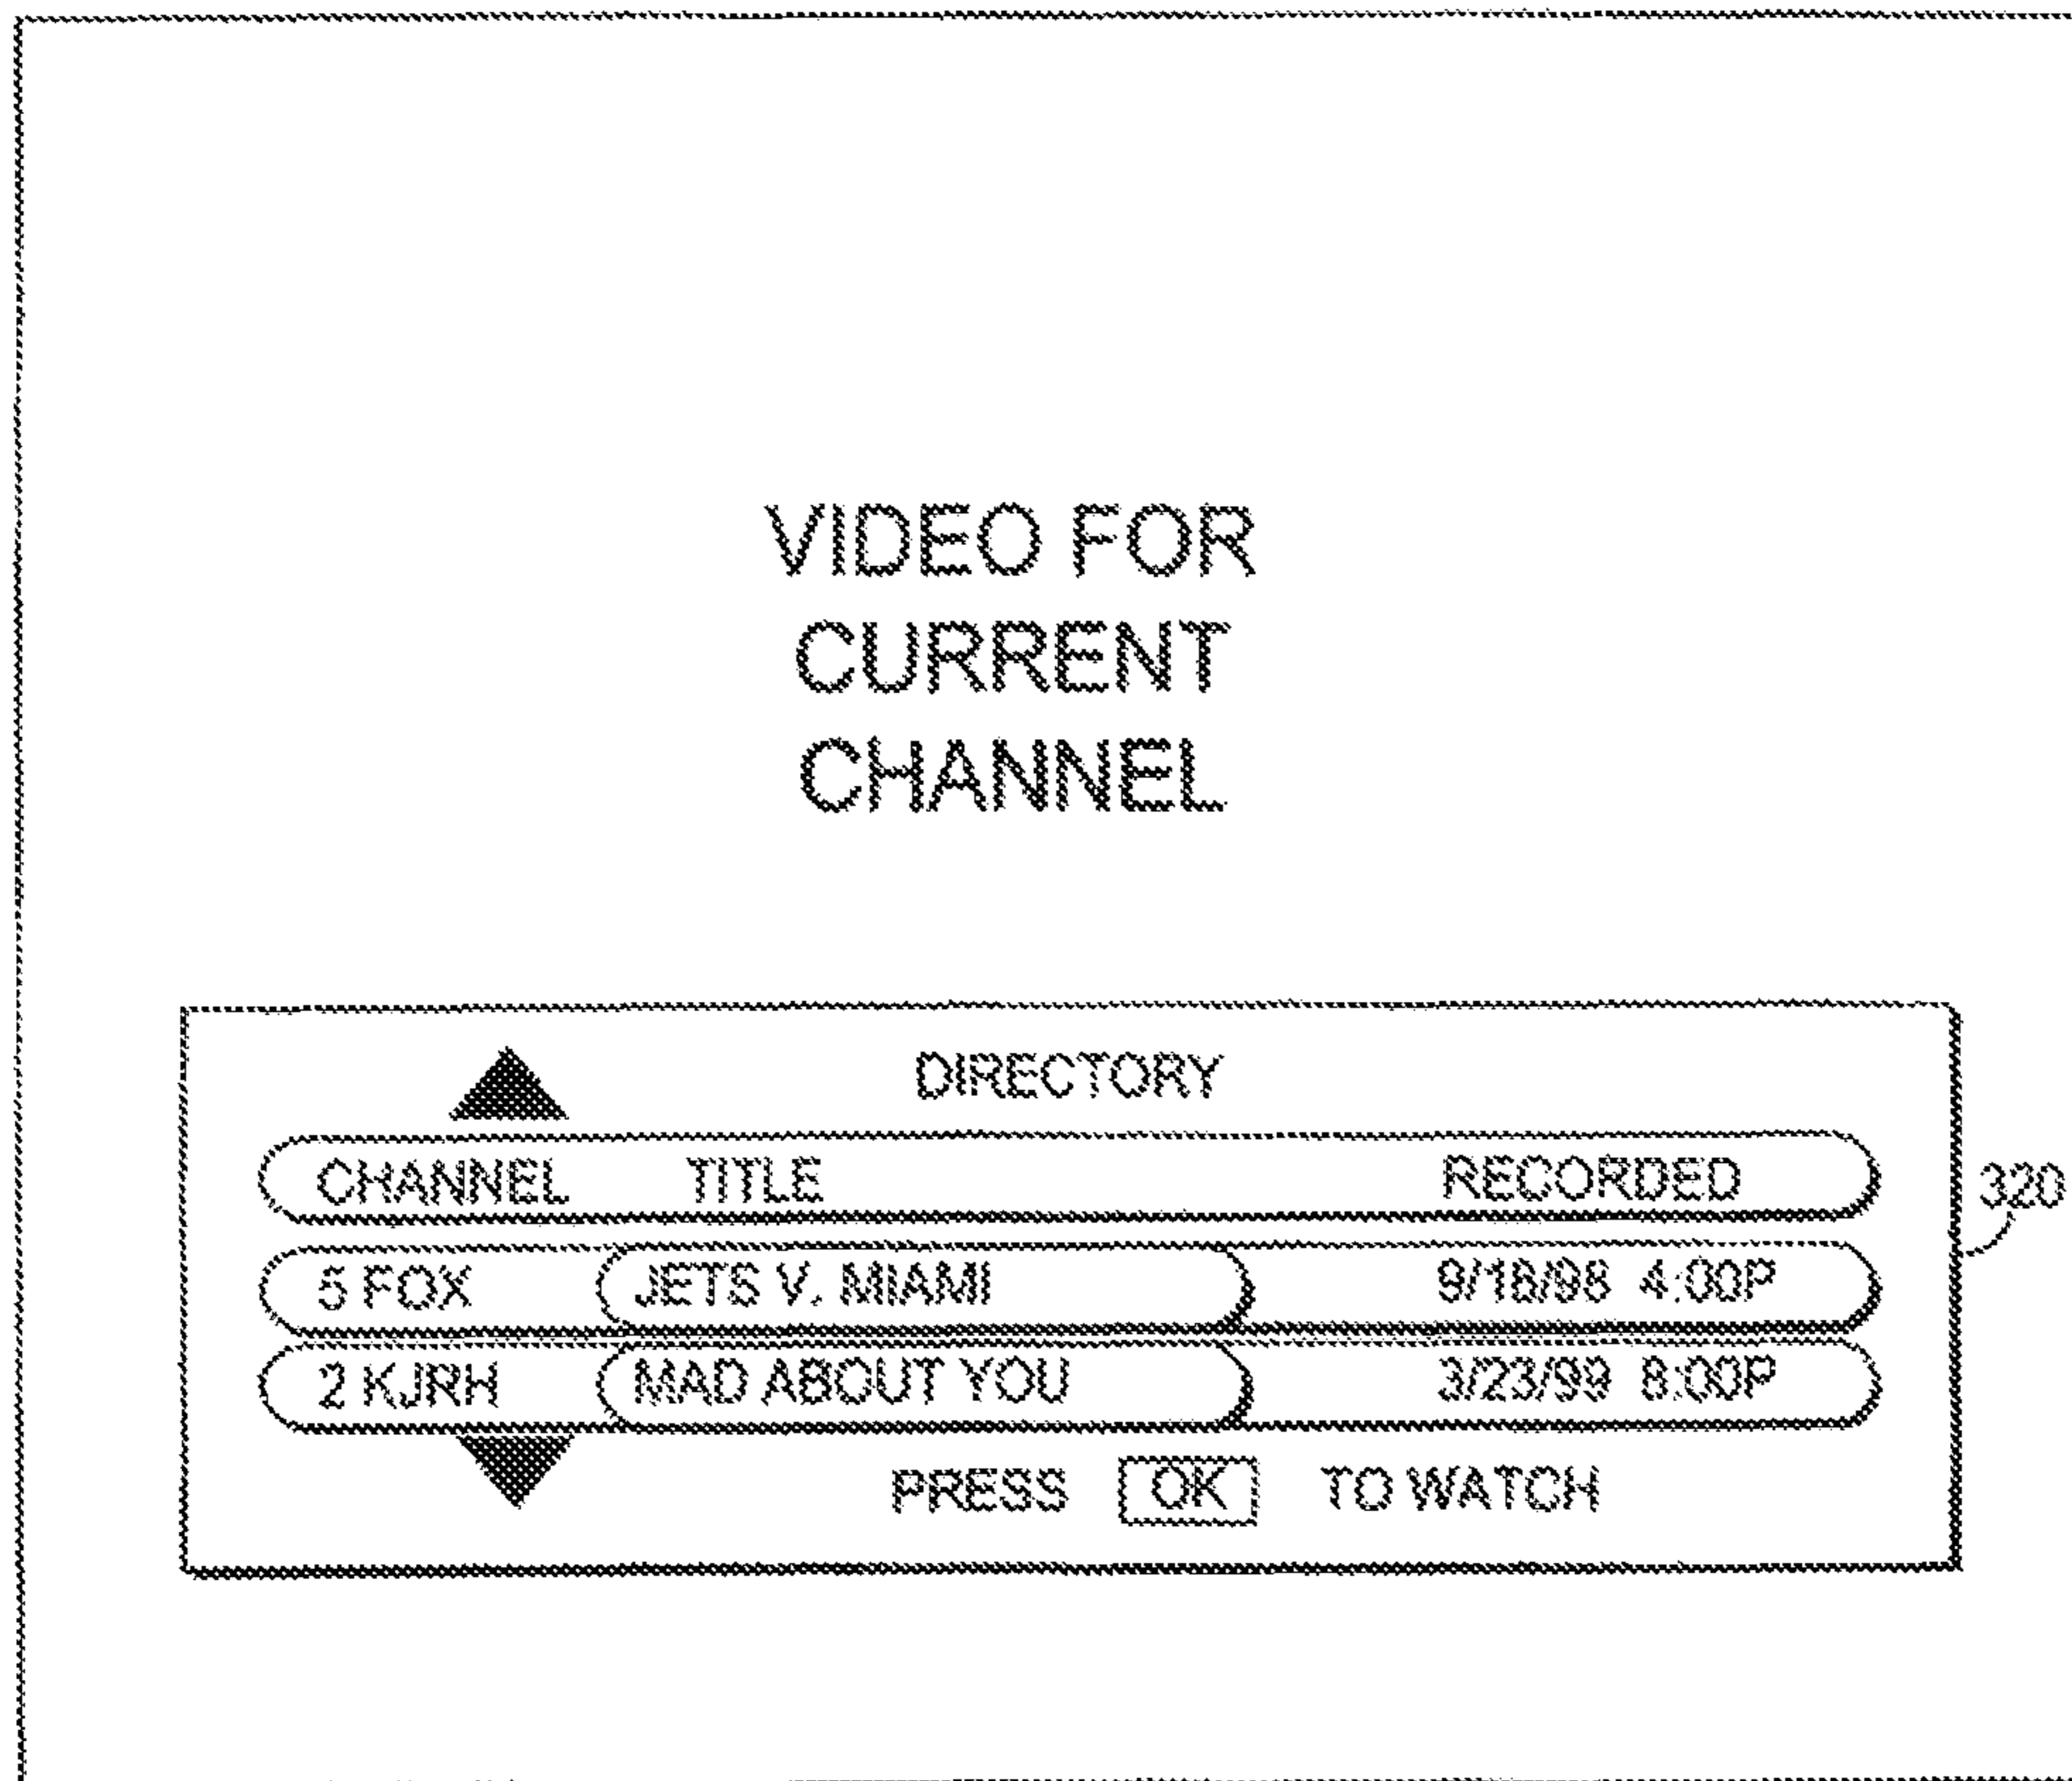 VIDEO FOR
CURRENT
CHANNEL
DIRECTORY
CHANNEL TITLE RECORDED
320
5 FOX JETS V. MIAMI 9/18/98 4:00P
2 KJRH MAD ABOUT YOU 3/23/99 8:00P
PRESS OK TO WATCH